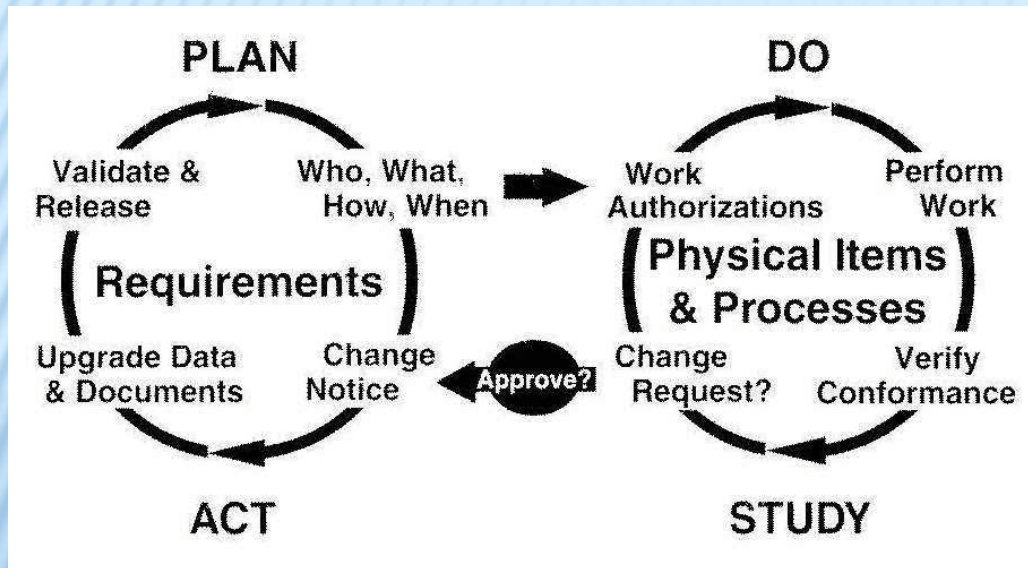 PLAN
Validate &
Release
Who, What,
How, When
Requirements
Upgrade Data
& Documents
Change
Notice
ACT
DO
Work
Authorizations
Perform
Work
Physical Items
& Processes
Approve?
Change
Request?
Verify
Conformance
STUDY